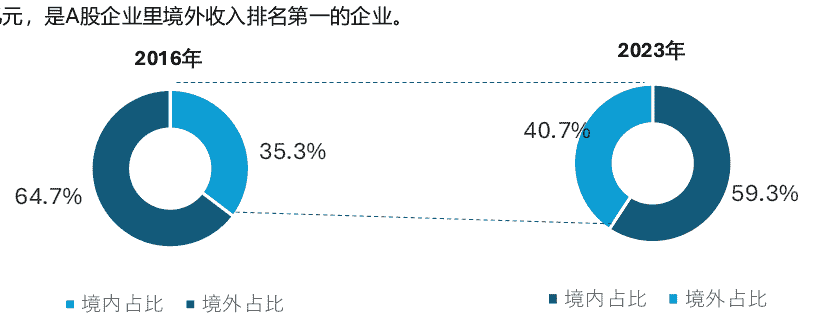 元，是A股企业里境外收入排名第一的企业。
2016年
2023年
35.3%
64.7%
40.7%
59.3%
境内占比 境外占比
境内占比 境外占比